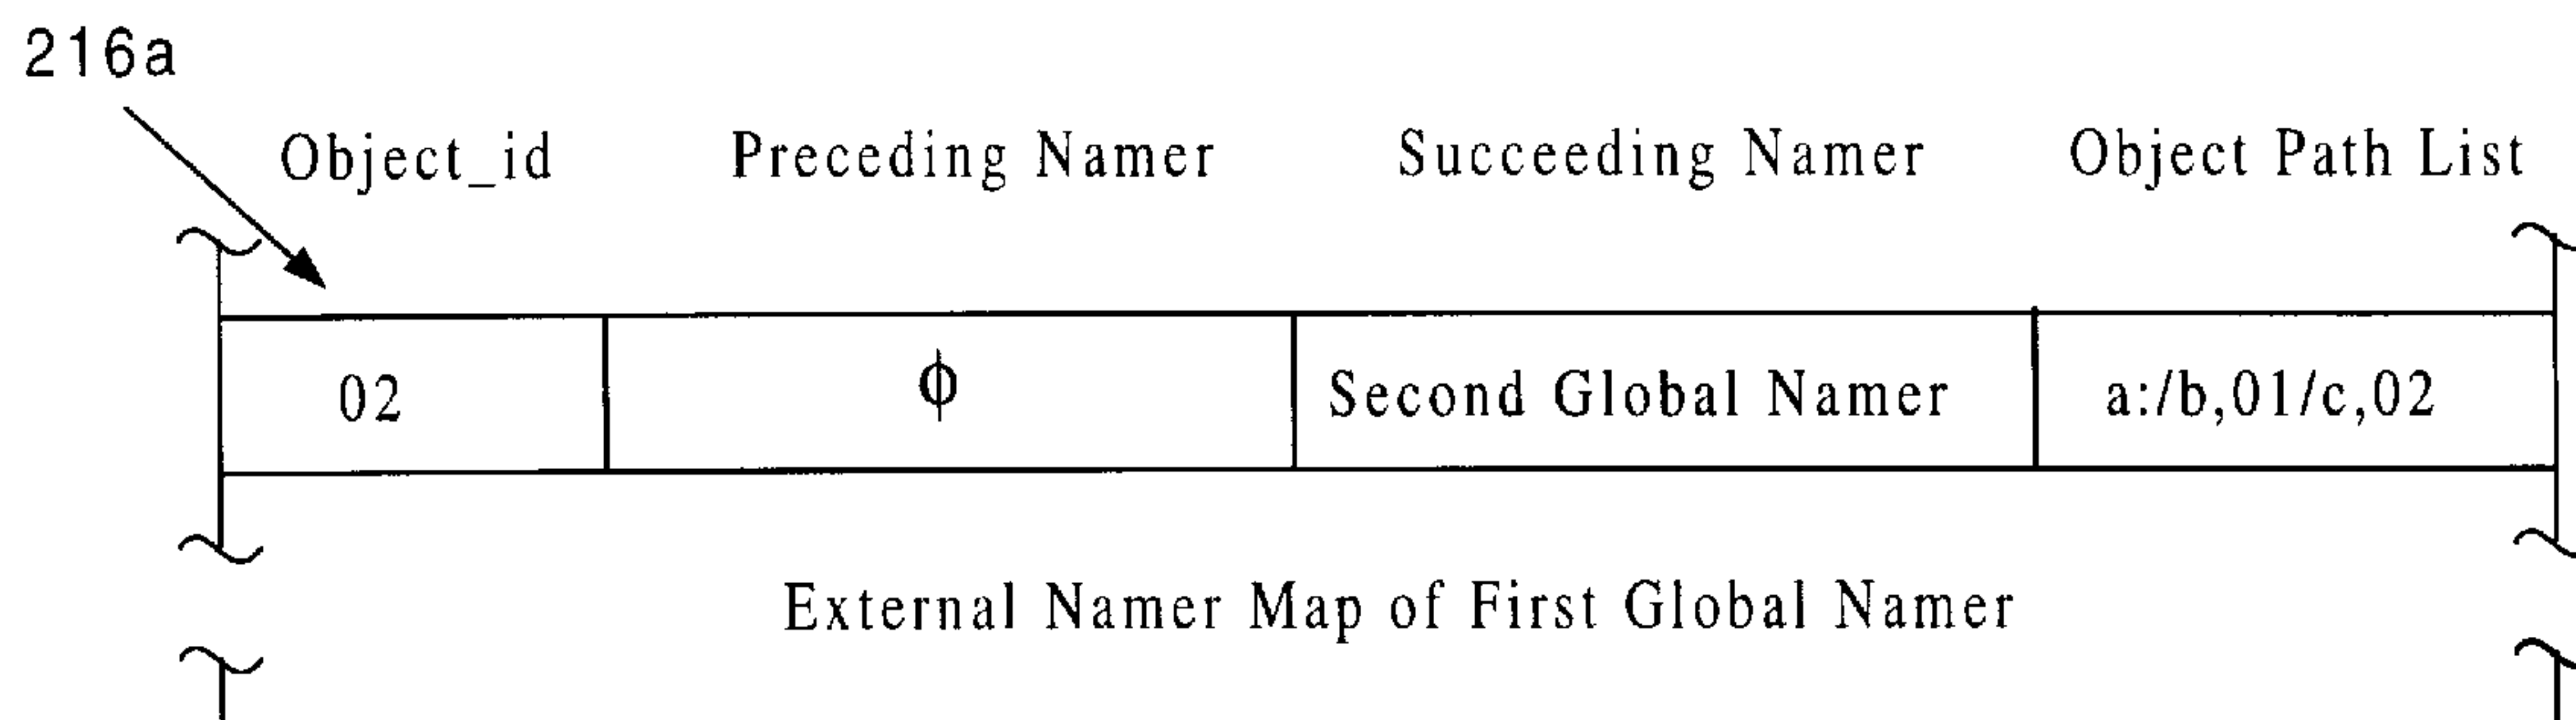 216a
Object_id Preceding Namer Succeeding Namer Object Path List
02 ϕ Second Global Namer a:/b,01/c,02
External Namer Map of First Global Namer